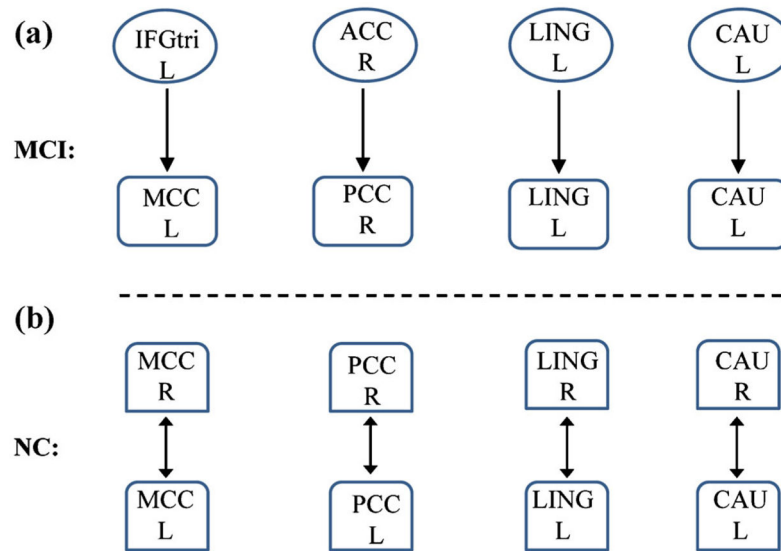 (a)
IFGtri ACC LING CAU
L R L L
MCI:
MCC PCC LING CAU
L R L L
(b)
MCC PCC LING CAU
R R R R
NC:
MCC PCC LING CAU
L L L L